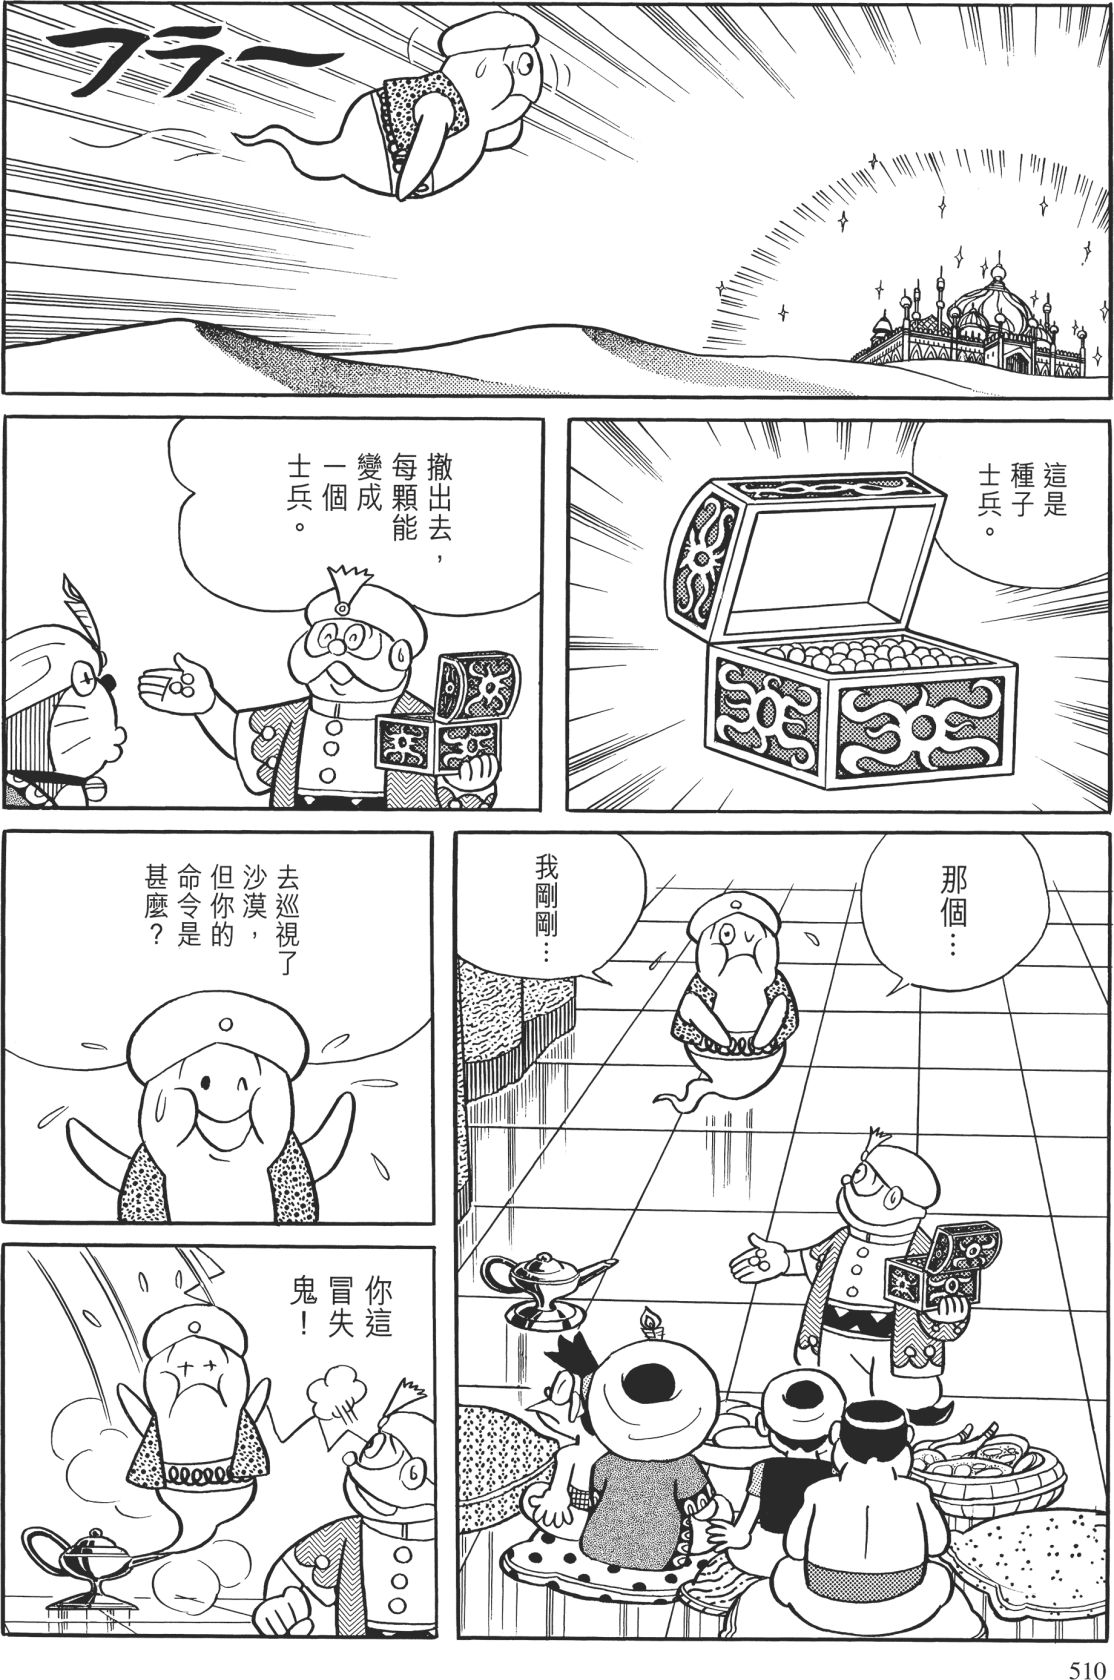 フラー
這是
種子
士兵。
撒出去，
每顆能
變成
一個
士兵。
那個…
我剛剛…
去巡視了
沙漠，
但你的
命令是
甚麼？
你這
冒失
鬼！
510